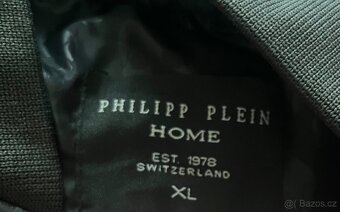 PHILIPP PLEIN
HOME
EST. 1978
SWITZERLAND
XL
Bazos.cz